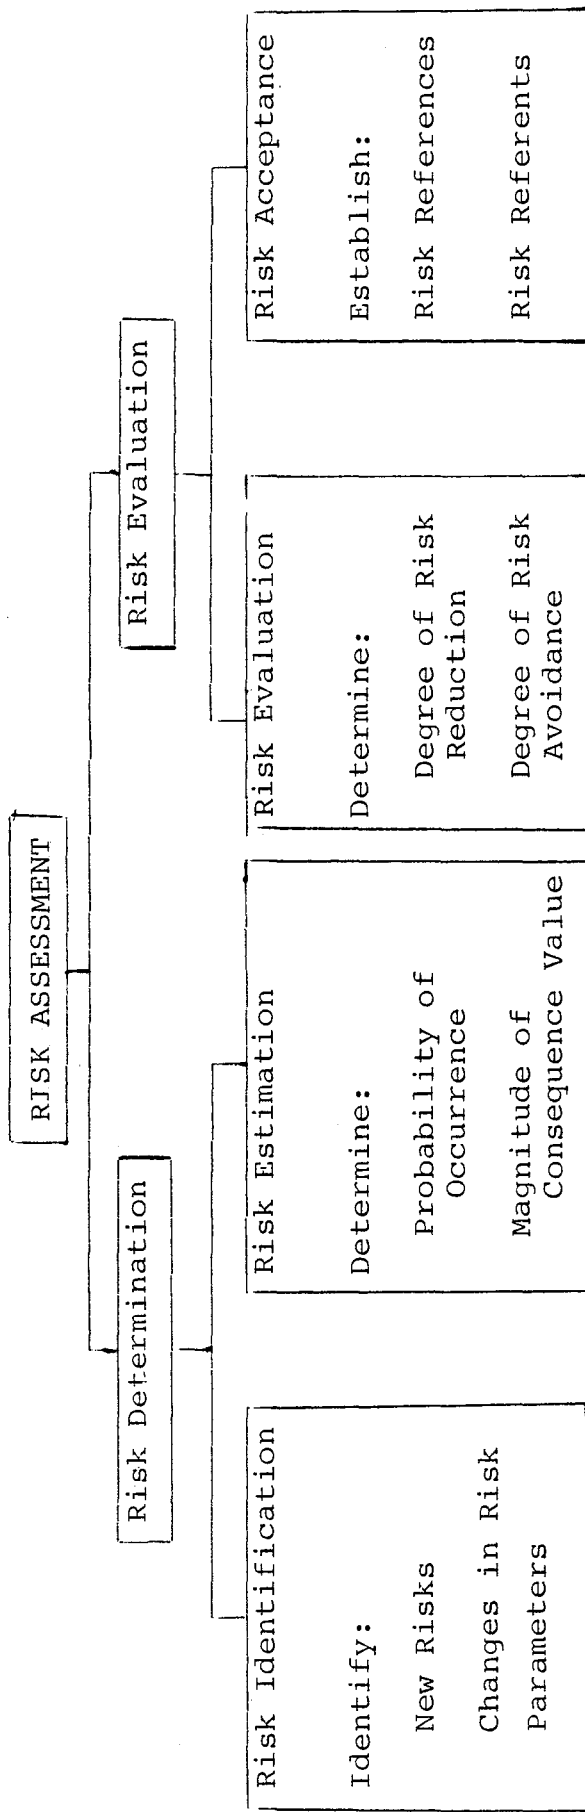 RISK ASSESSMENT
Risk Determination
Risk Evaluation
Risk Identification
Identify:
New Risks
Changes in Risk
Parameters
Risk Estimation
Determine:
Probability of
Occurrence
Magnitude of
Consequence Value
Risk Evaluation
Determine:
Degree of Risk
Reduction
Degree of Risk
Avoidance
Risk Acceptance
Establish:
Risk References
Risk Referents